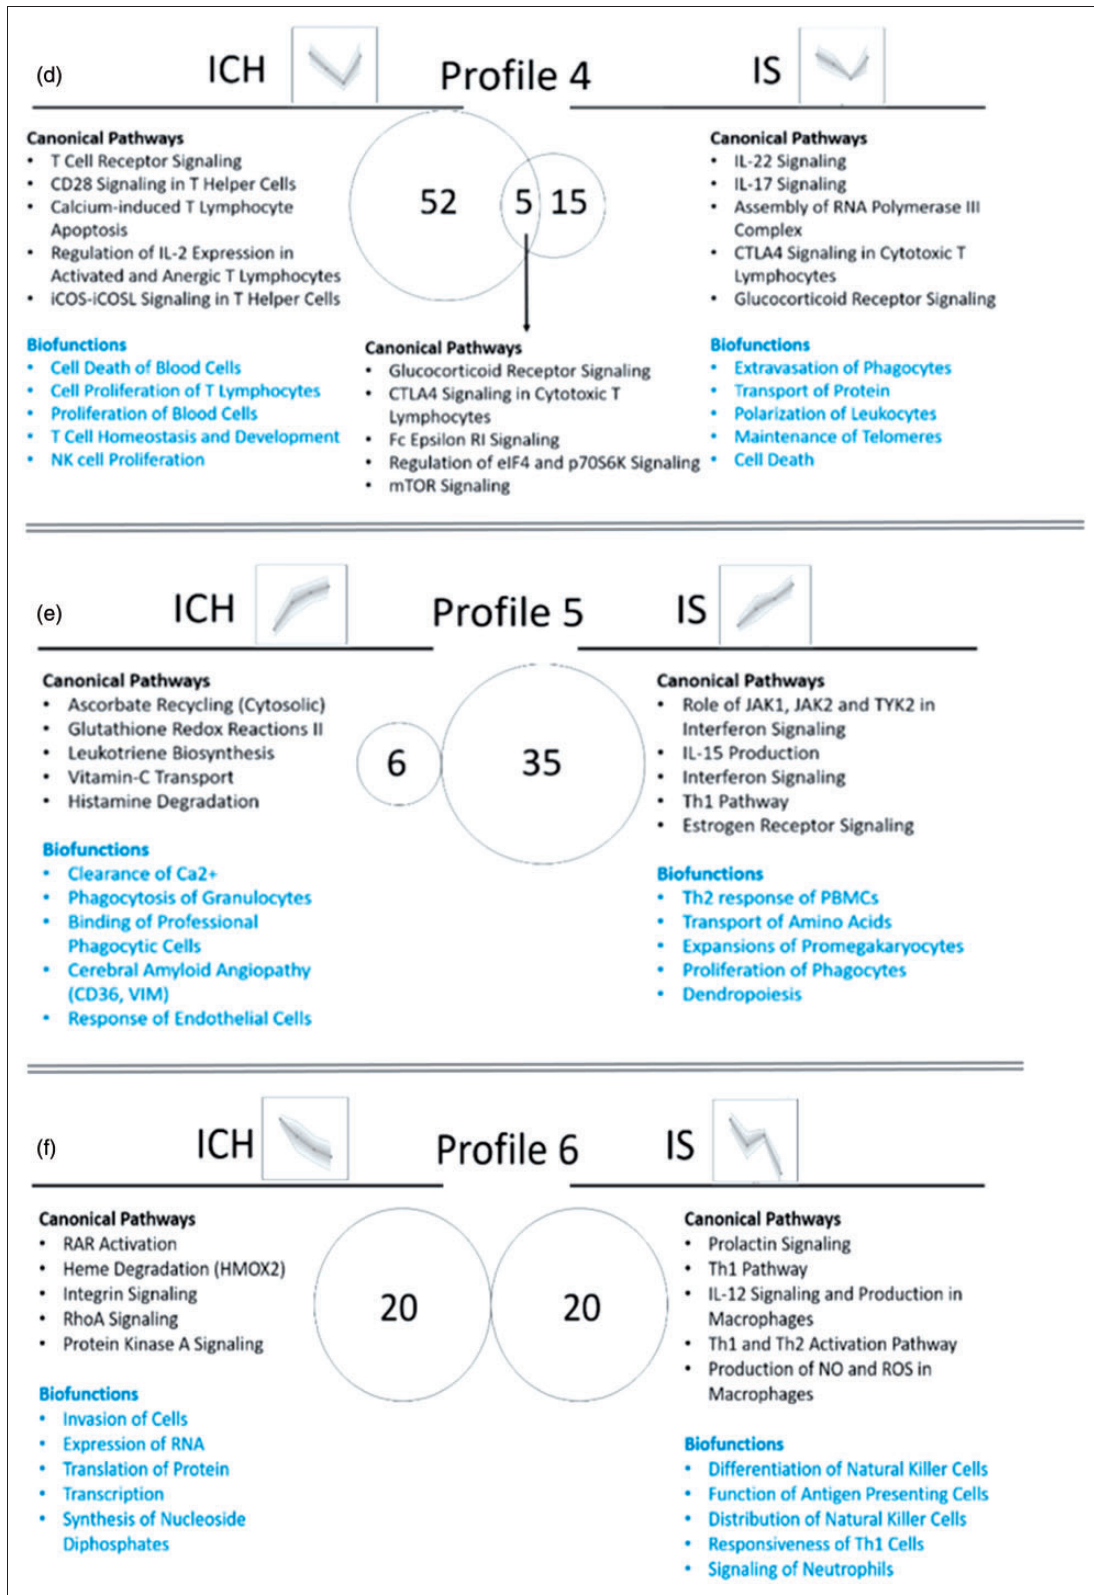 (d)
ICH
Profile 4
IS
Canonical Pathways
• T Cell Receptor Signaling
• CD28 Signaling in T Helper Cells
• Calcium-induced T Lymphocyte
Apoptosis
• Regulation of IL-2 Expression in
Activated and Anergic T Lymphocytes
• iCOS-iCOSL Signaling in T Helper Cells
Biofunctions
• Cell Death of Blood Cells
• Cell Proliferation of T Lymphocytes
• Proliferation of Blood Cells
• T Cell Homeostasis and Development
• NK cell Proliferation
52
5
15
Canonical Pathways
• Glucocorticoid Receptor Signaling
• CTLA4 Signaling in Cytotoxic T
Lymphocytes
• Fc Epsilon RI Signaling
• Regulation of eIF4 and p70S6K Signaling
• mTOR Signaling
Canonical Pathways
• IL-22 Signaling
• IL-17 Signaling
• Assembly of RNA Polymerase III
Complex
• CTLA4 Signaling in Cytotoxic T
Lymphocytes
• Glucocorticoid Receptor Signaling
Biofunctions
• Extravasation of Phagocytes
• Transport of Protein
• Polarization of Leukocytes
• Maintenance of Telomeres
• Cell Death
(e)
ICH
Profile 5
IS
Canonical Pathways
• Ascorbate Recycling (Cytosolic)
• Glutathione Redox Reactions II
• Leukotriene Biosynthesis
• Vitamin-C Transport
• Histamine Degradation
Biofunctions
• Clearance of Ca2+
• Phagocytosis of Granulocytes
• Binding of Professional
Phagocytic Cells
• Cerebral Amyloid Angiopathy
(CD36, VIM)
• Response of Endothelial Cells
6
35
Canonical Pathways
• Role of JAK1, JAK2 and TYK2 in
Interferon Signaling
• IL-15 Production
• Interferon Signaling
• Th1 Pathway
• Estrogen Receptor Signaling
Biofunctions
• Th2 response of PBMCs
• Transport of Amino Acids
• Expansions of Promegakaryocytes
• Proliferation of Phagocytes
• Dendropoiesis
(f)
ICH
Profile 6
IS
Canonical Pathways
• RAR Activation
• Heme Degradation (HMOX2)
• Integrin Signaling
• RhoA Signaling
• Protein Kinase A Signaling
Biofunctions
• Invasion of Cells
• Expression of RNA
• Translation of Protein
• Transcription
• Synthesis of Nucleoside
Diphosphates
20
20
Canonical Pathways
• Prolactin Signaling
• Th1 Pathway
• IL-12 Signaling and Production in
Macrophages
• Th1 and Th2 Activation Pathway
• Production of NO and ROS in
Macrophages
Biofunctions
• Differentiation of Natural Killer Cells
• Function of Antigen Presenting Cells
• Distribution of Natural Killer Cells
• Responsiveness of Th1 Cells
• Signaling of Neutrophils